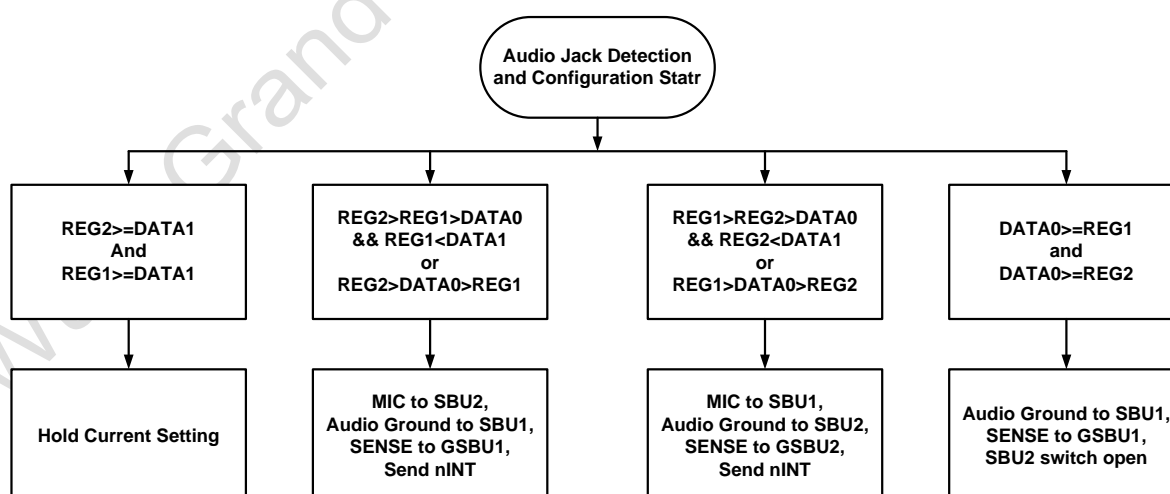 Audio Jack Detection
and Configuration Statr
REG2>=DATA1
And
REG1>=DATA1
REG2>REG1>DATA0
&& REG1<DATA1
or
REG2>DATA0>REG1
REG1>REG2>DATA0
&& REG2<DATA1
or
REG1>DATA0>REG2
DATA0>=REG1
and
DATA0>=REG2
Hold Current Setting
MIC to SBU2,
Audio Ground to SBU1,
SENSE to GSBU1,
Send nINT
MIC to SBU1,
Audio Ground to SBU2,
SENSE to GSBU2,
Send nINT
Audio Ground to SBU1,
SENSE to GSBU1,
SBU2 switch open
Grand